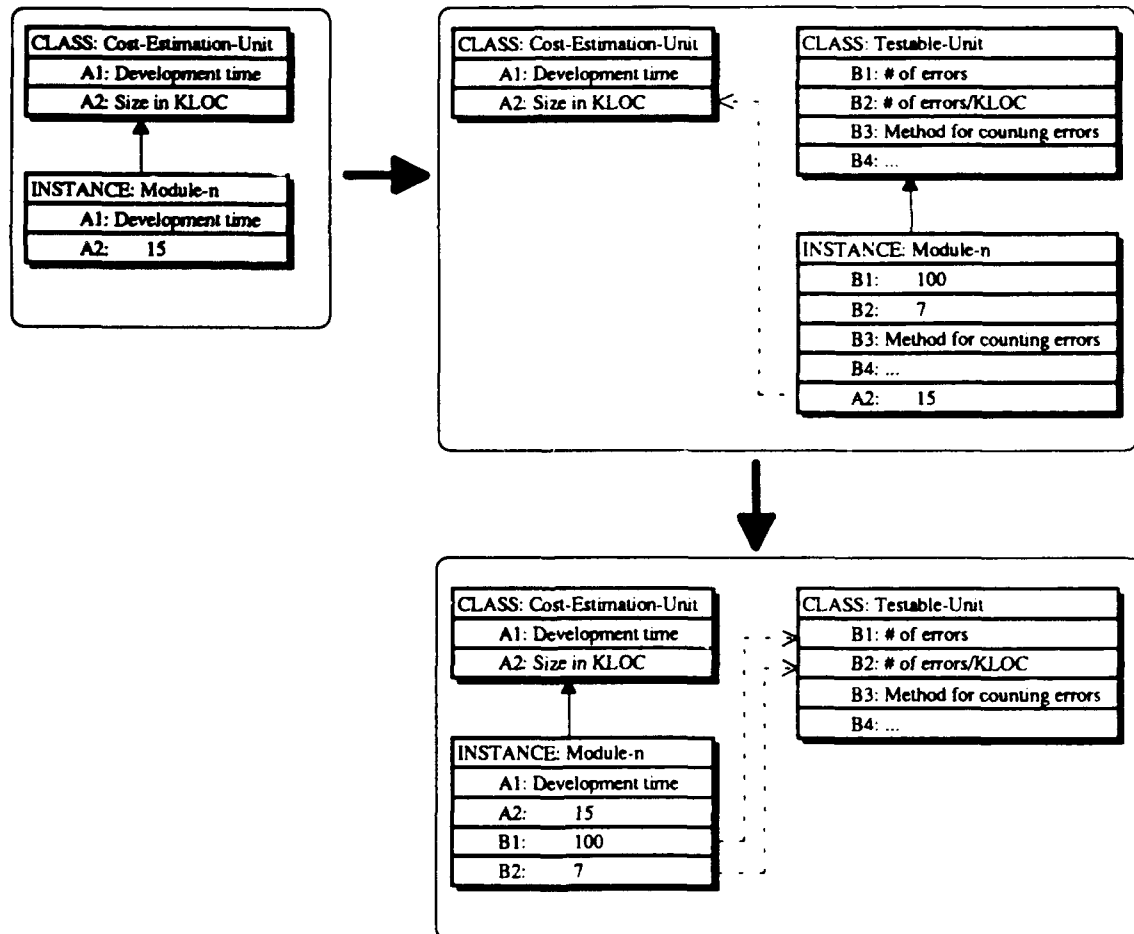 CLASS: Cost-Estimation-Unit
A1: Development time
A2: Size in KLOC
INSTANCE: Module-n
A1: Development time
A2: 15
CLASS: Cost-Estimation-Unit
A1: Development time
A2: Size in KLOC
CLASS: Testable-Unit
B1: # of errors
B2: # of errors/KLOC
B3: Method for counting errors
B4: ...
INSTANCE: Module-n
B1: 100
B2: 7
B3: Method for counting errors
B4: ...
A2: 15
CLASS: Cost-Estimation-Unit
A1: Development time
A2: Size in KLOC
INSTANCE: Module-n
A1: Development time
A2: 15
B1: 100
B2: 7
CLASS: Testable-Unit
B1: # of errors
B2: # of errors/KLOC
B3: Method for counting errors
B4: ...